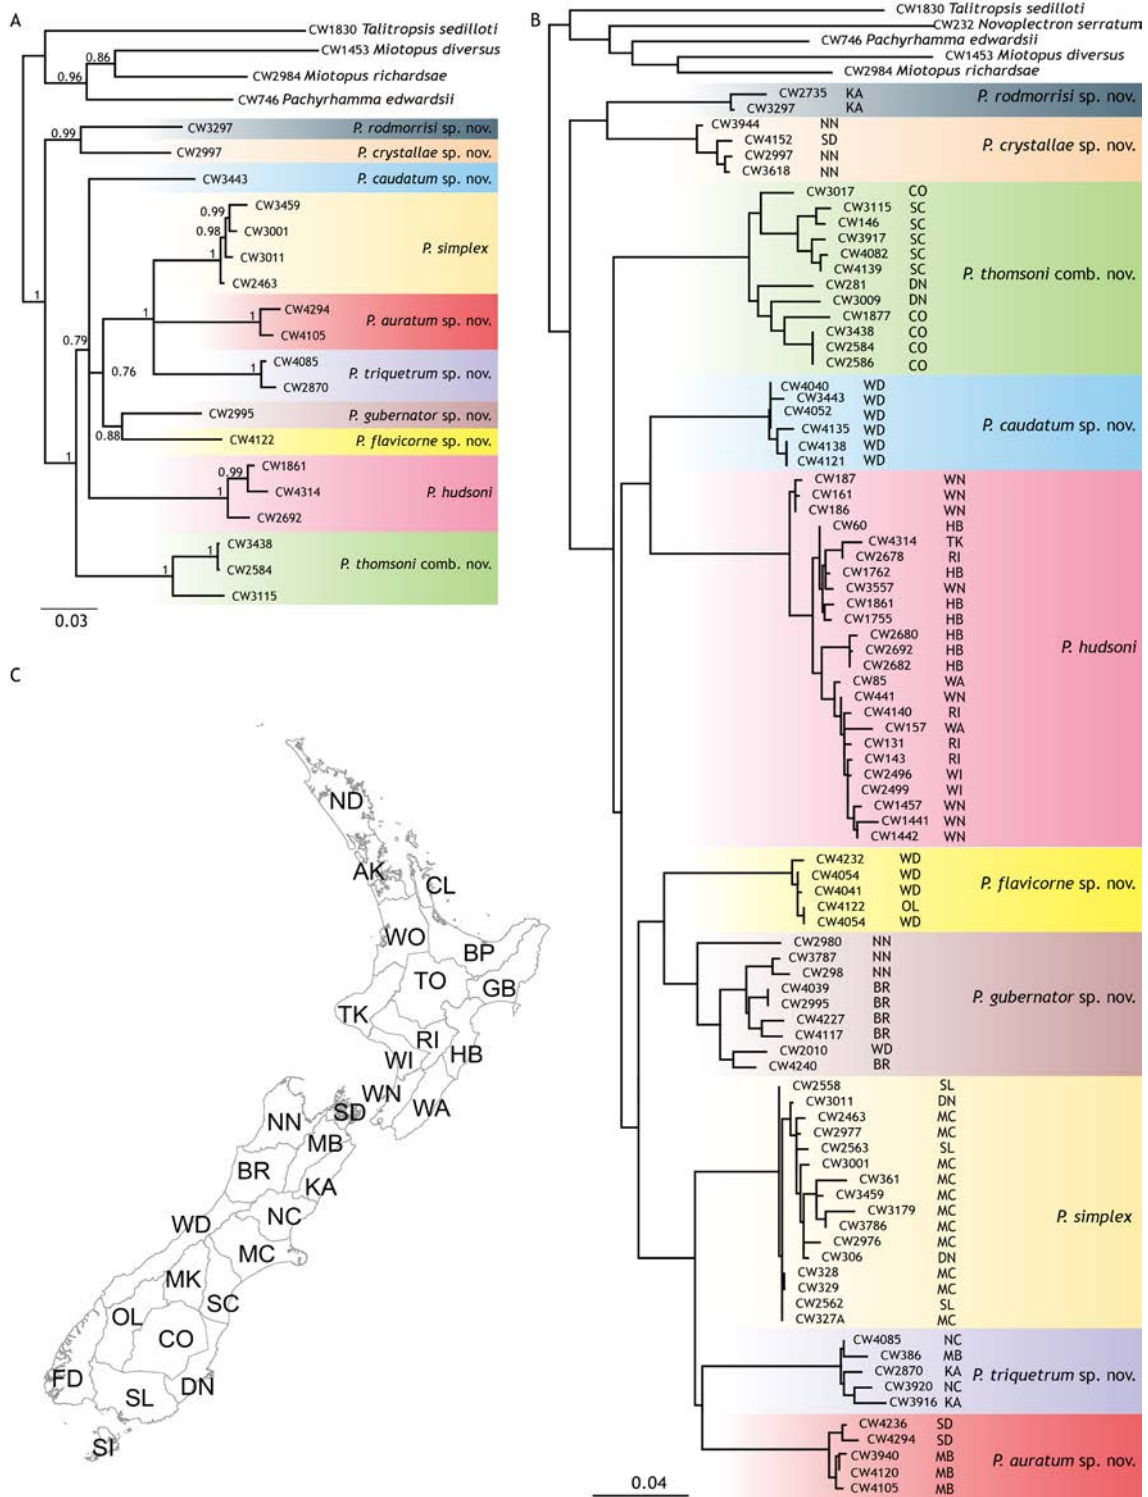 A
CW1830 Talitropsis sedilloti
CW1453 Miotopus diversus
0.86
0.96
CW2984 Miotopus richardsae
CW746 Pachyrhamma edwardsii
0.99
CW3297 P. rodmorrisi sp. nov.
CW2997 P. crystallae sp. nov.
CW3443 P. caudatum sp. nov.
CW3459
0.99
CW3001
0.98
P. simplex
1
CW3011
CW2463
1
CW4294
1
1
P. auratum sp. nov.
CW4105
0.79
CW4085
0.76
1
P. triquetrum sp. nov.
CW2870
CW2995 P. gubernator sp. nov.
0.88
CW4122 P. flavicorne sp. nov.
1
CW1861
0.99
1
CW4314 P. hudsoni
CW2692
CW3438
1
1
CW2584 P. thomsoni comb. nov.
CW3115
0.03
B
CW1830 Talitropsis sedilloti
CW232 Novoplectron serratum
CW746 Pachyrhamma edwardsii
CW1453 Miotopus diversus
CW2984 Miotopus richardsae
CW2735 KA
P. rodmorrisi sp. nov.
CW3297 KA
CW3944 NN
CW4152 SD
P. crystallae sp. nov.
CW2997 NN
CW3618 NN
CW3017 CO
CW3115 SC
CW146 SC
CW3917 SC
CW4082 SC
CW4139 SC
P. thomsoni comb. nov.
CW281 DN
CW3009 DN
CW1877 CO
CW3438 CO
CW2584 CO
CW2586 CO
CW4040 WD
CW3443 WD
CW4052 WD
P. caudatum sp. nov.
CW4135 WD
CW4138 WD
CW4121 WD
CW187 WN
CW161 WN
CW186 WN
CW60 HB
CW4314 TK
CW2678 RI
CW1762 HB
CW3557 WN
CW1861 HB
CW1755 HB
CW2680 HB
CW2692 HB
P. hudsoni
CW2682 HB
CW85 WA
CW441 WN
CW4140 RI
CW157 WA
CW131 RI
CW143 RI
CW2496 WI
CW2499 WI
CW1457 WN
CW1441 WN
CW1442 WN
CW4232 WD
CW4054 WD
P. flavicorne sp. nov.
CW4041 WD
CW4122 OL
CW4054 WD
CW2980 NN
CW3787 NN
CW298 NN
CW4039 BR
P. gubernator sp. nov.
CW2995 BR
CW4227 BR
CW4117 BR
CW2010 WD
CW4240 BR
CW2558 SL
CW3011 DN
CW2463 MC
CW2977 MC
CW2563 SL
CW3001 MC
CW361 MC
CW3459 MC
CW3179 MC
P. simplex
CW3786 MC
CW2976 MC
CW306 DN
CW328 MC
CW329 MC
CW2562 SL
CW327A MC
CW4085 NC
CW386 MB
CW2870 KA
P. triquetrum sp. nov.
CW3920 NC
CW3916 KA
CW4236 SD
CW4294 SD
CW3940 MB
P. auratum sp. nov.
CW4120 MB
CW4105 MB
0.04
C
ND
AK
CL
WO
BP
TO
GB
TK
RI
HB
WI
WN
WA
SD
NN
MB
BR
KA
NC
WD
MC
MK
SC
OL
CO
FD
DN
SL
SI